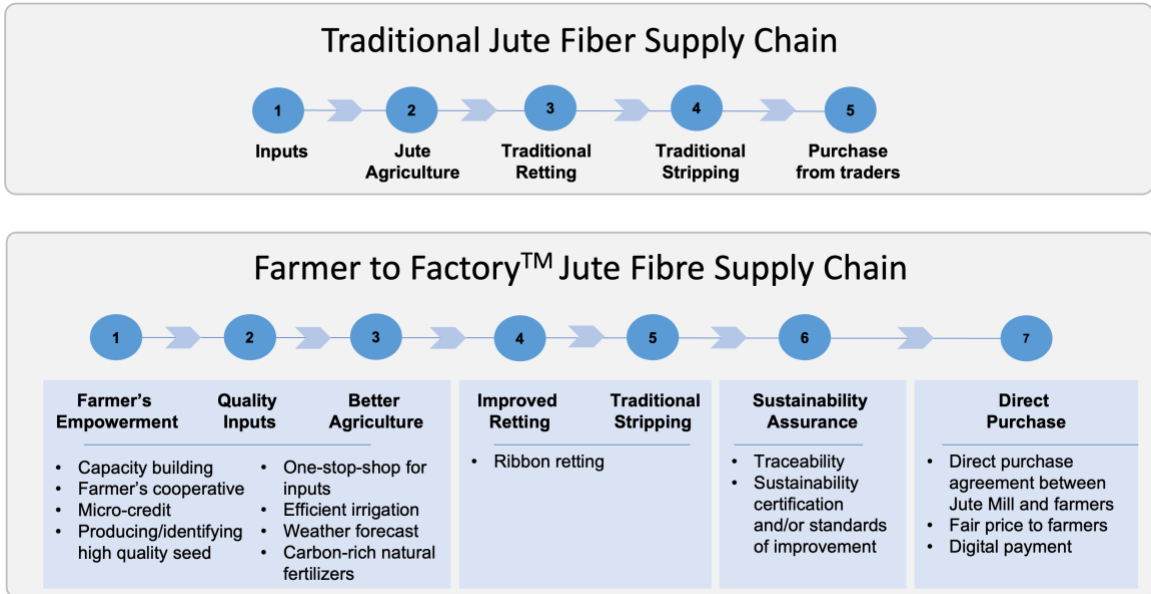 Traditional Jute Fiber Supply Chain
1
2
3
4
5
Inputs
Jute
Agriculture
Traditional
Retting
Traditional
Stripping
Purchase
from traders
Farmer to Factory™ Jute Fibre Supply Chain
1
2
3
4
5
6
7
Farmer's
Empowerment
Quality
Inputs
Better
Agriculture
• Capacity building
• Farmer's cooperative
• Micro-credit
• Producing/identifying
high quality seed
• One-stop-shop for
inputs
• Efficient irrigation
• Weather forecast
• Carbon-rich natural
fertilizers
Improved
Retting
Traditional
Stripping
• Ribbon retting
Sustainability
Assurance
• Traceability
• Sustainability
certification
and/or standards
of improvement
Direct
Purchase
• Direct purchase
agreement between
Jute Mill and farmers
• Fair price to farmers
• Digital payment